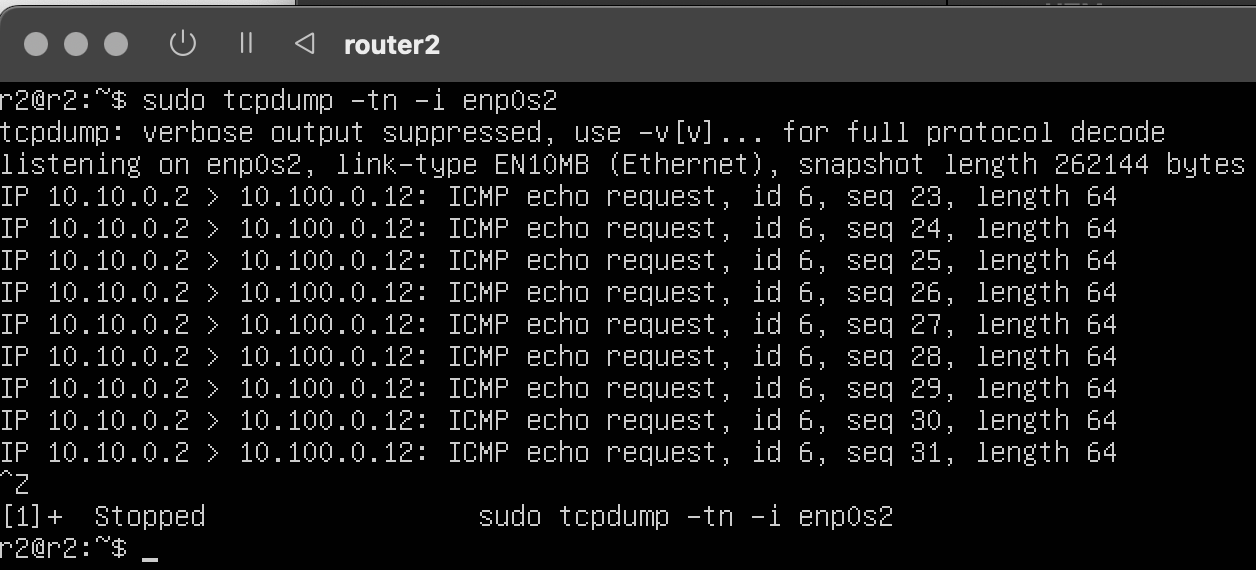 router2
r2@r2:~$ sudo tcpdump -tn -i enp0s2
tcpdump: verbose output suppressed, use -v[v]... for full protocol decode
listening on enp0s2, link-type EN10MB (Ethernet), snapshot length 262144 bytes
IP 10.10.0.2 > 10.100.0.12: ICMP echo request, id 6, seq 23, length 64
IP 10.10.0.2 > 10.100.0.12: ICMP echo request, id 6, seq 24, length 64
IP 10.10.0.2 > 10.100.0.12: ICMP echo request, id 6, seq 25, length 64
IP 10.10.0.2 > 10.100.0.12: ICMP echo request, id 6, seq 26, length 64
IP 10.10.0.2 > 10.100.0.12: ICMP echo request, id 6, seq 27, length 64
IP 10.10.0.2 > 10.100.0.12: ICMP echo request, id 6, seq 28, length 64
IP 10.10.0.2 > 10.100.0.12: ICMP echo request, id 6, seq 29, length 64
IP 10.10.0.2 > 10.100.0.12: ICMP echo request, id 6, seq 30, length 64
IP 10.10.0.2 > 10.100.0.12: ICMP echo request, id 6, seq 31, length 64
^Z
[1]+  Stopped                 sudo tcpdump -tn -i enp0s2
r2@r2:~$ _